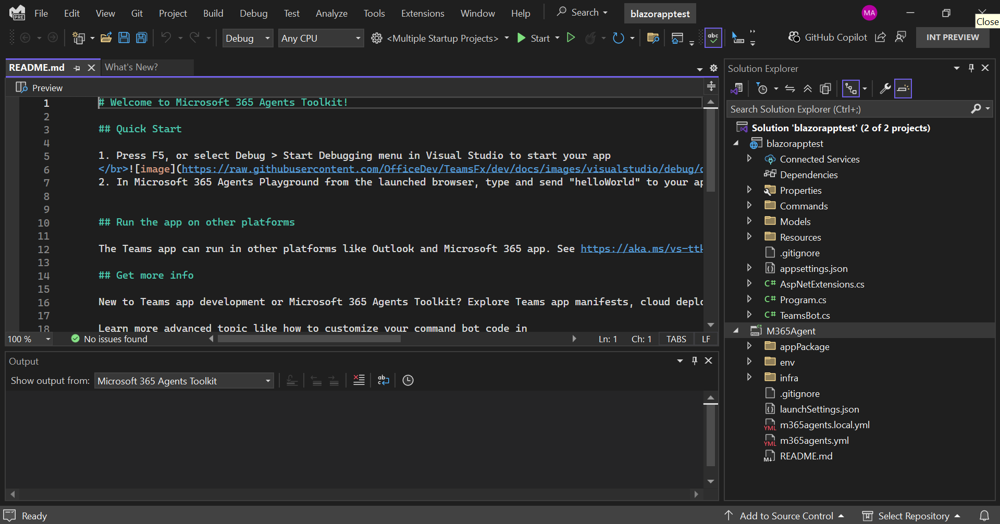 File Edit View Git Project Build Debug Test Analyze Tools Extensions Window Help Search blazorapptest MA
Close
Debug Any CPU <Multiple Startup Projects> Start GitHub Copilot INT PREVIEW
README.md What's New?
Preview
1 # Welcome to Microsoft 365 Agents Toolkit!
2
3 ## Quick Start
4
5 1. Press F5, or select Debug > Start Debugging menu in Visual Studio to start your app
6 </br>![image](https://raw.githubusercontent.com/OfficeDev/TeamsFx/dev/docs/images/visualstudio/debug/
7 2. In Microsoft 365 Agents Playground from the launched browser, type and send "helloWorld" to your ap
8
9
10 ## Run the app on other platforms
11
12 The Teams app can run in other platforms like Outlook and Microsoft 365 app. See https://aka.ms/vs-ttk
13
14 ## Get more info
15
16 New to Teams app development or Microsoft 365 Agents Toolkit? Explore Teams app manifests, cloud deplo
17
18 Learn more advanced topic like how to customize your command bot code in
100 % No issues found Ln: 1 Ch: 1 TABS LF
Output
Show output from: Microsoft 365 Agents Toolkit
Solution Explorer
Search Solution Explorer (Ctrl+;)
Solution 'blazorapptest' (2 of 2 projects)
blazorapptest
Connected Services
Dependencies
Properties
Commands
Models
Resources
.gitignore
appsettings.json
C# AspNetExtensions.cs
C# Program.cs
C# TeamsBot.cs
M365Agent
appPackage
env
infra
.gitignore
launchSettings.json
YML m365agents.local.yml
YML m365agents.yml
README.md
Ready Add to Source Control Select Repository